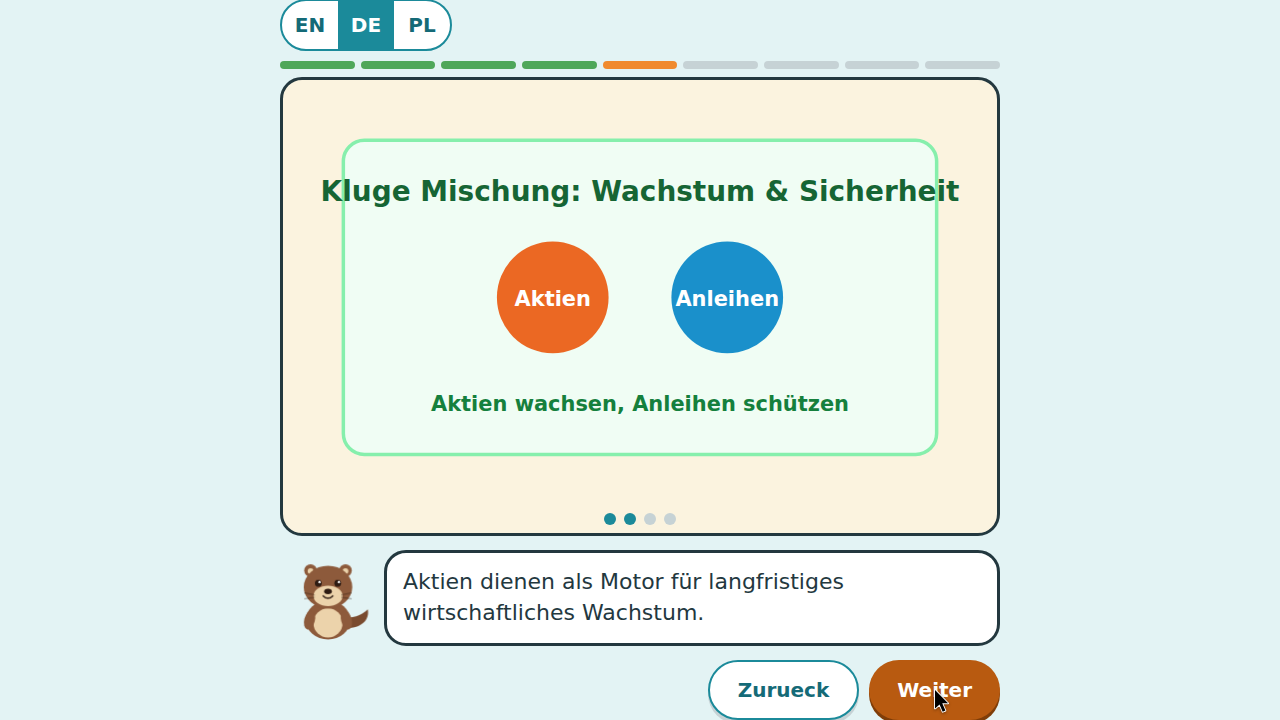 EN DE PL
Kluge Mischung: Wachstum & Sicherheit
Aktien Anleihen
Aktien wachsen, Anleihen schützen
Aktien dienen als Motor für langfristiges
wirtschaftliches Wachstum.
Zurueck Weiter